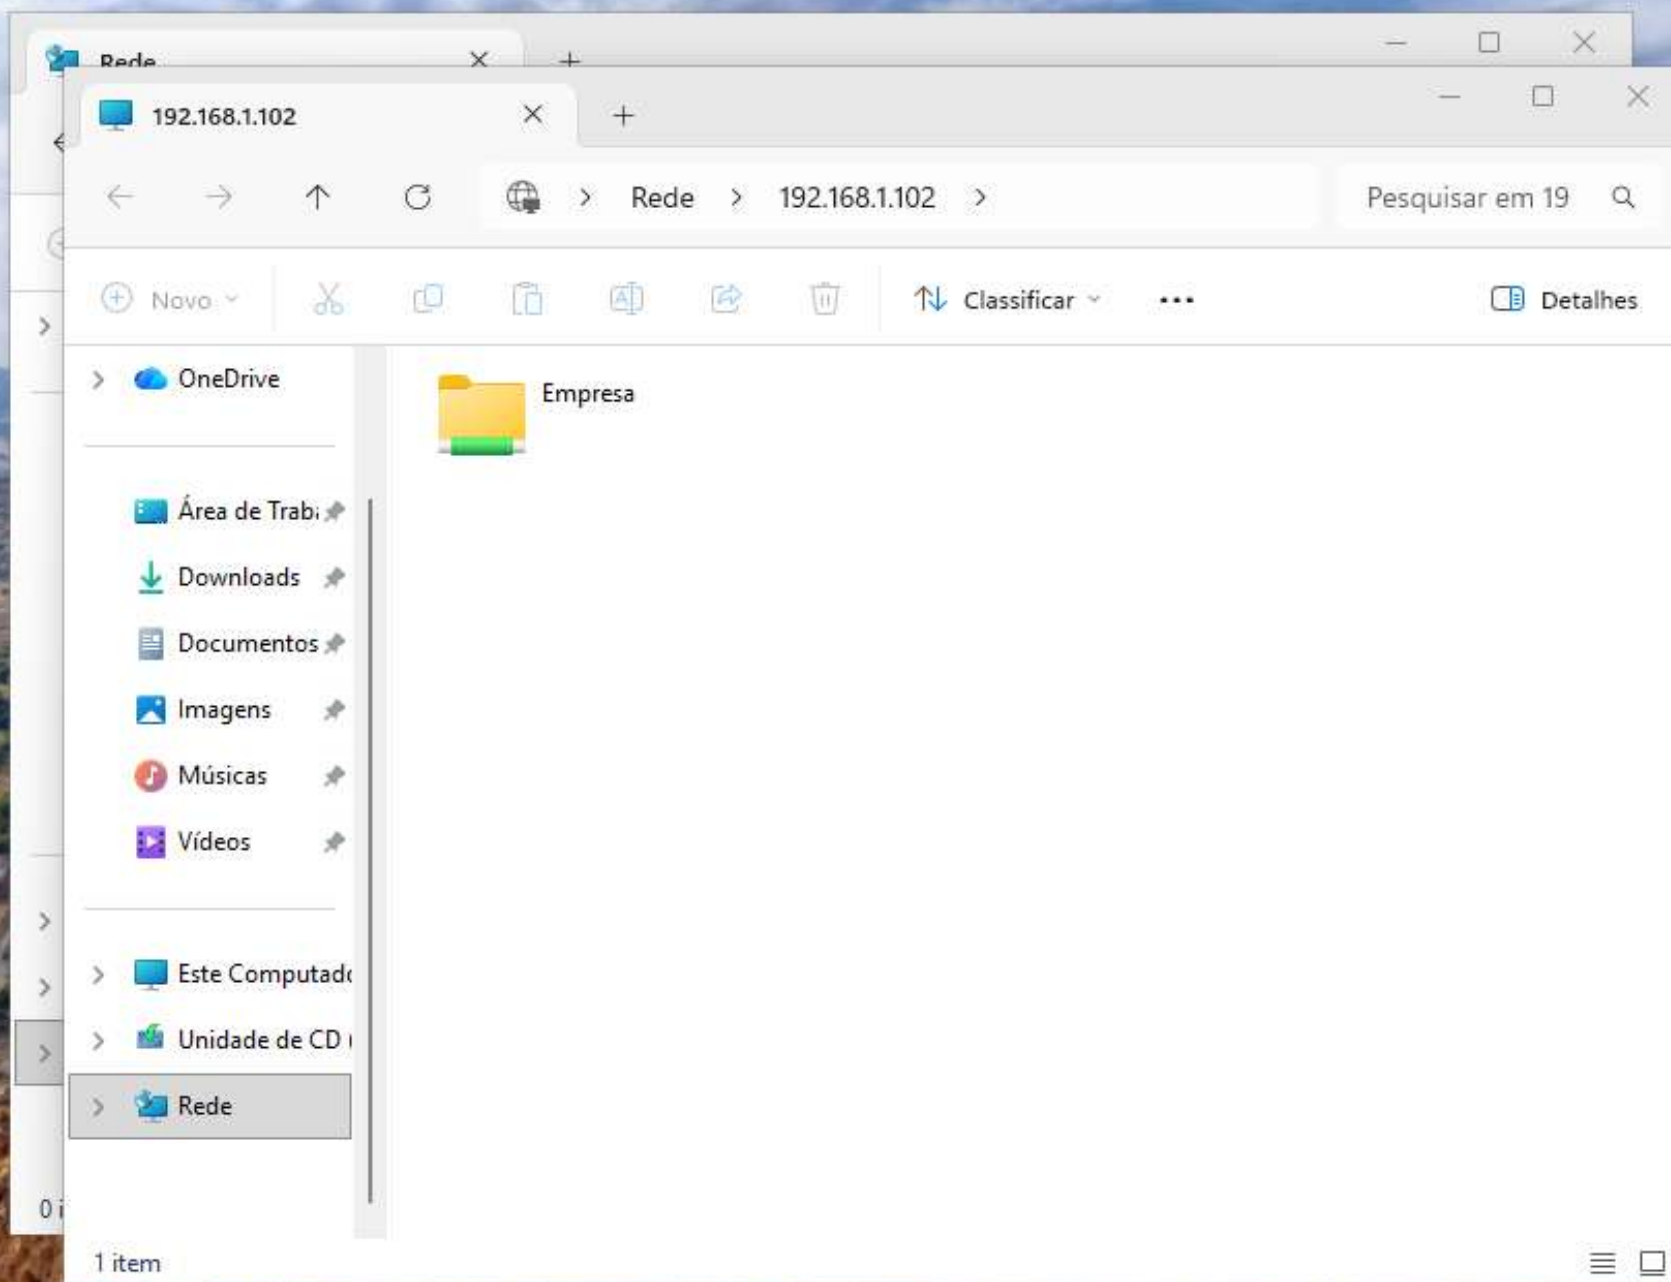 Rede
192.168.1.102
Rede > 192.168.1.102 >
Pesquisar em 19
Novo
Classificar
Detalhes
OneDrive
Empresa
Área de Trab
Downloads
Documentos
Imagens
Músicas
Vídeos
Este Computad
Unidade de CD
Rede
0 i
1 item